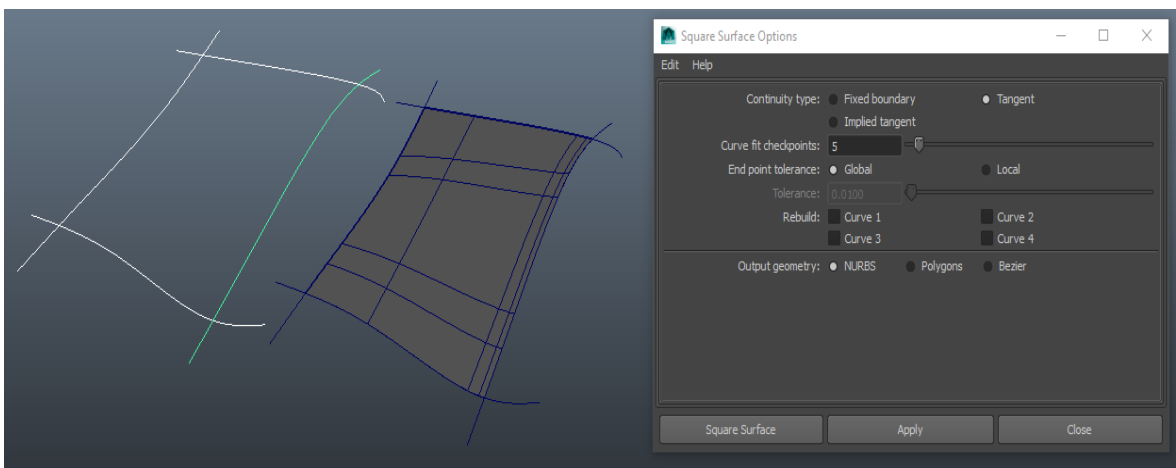 Square Surface Options
Edit Help
Continuity type: Fixed boundary Tangent
Implied tangent
Curve fit checkpoints: 5
End point tolerance: Global Local
Tolerance: 0.0100
Rebuild: Curve 1 Curve 2
Curve 3 Curve 4
Output geometry: NURBS Polygons Bezier
Square Surface Apply Close